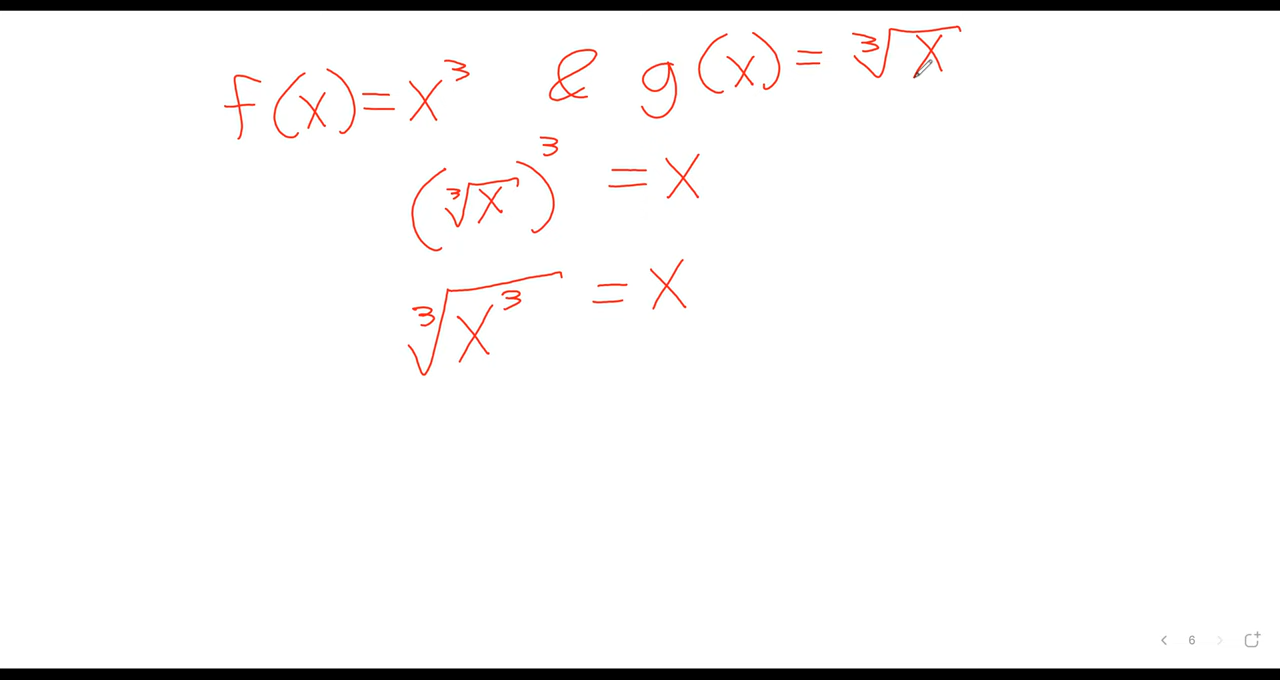 f(x)=x³ & g(x)=∛x
(∛x)³ =x
∛x³ =x
6